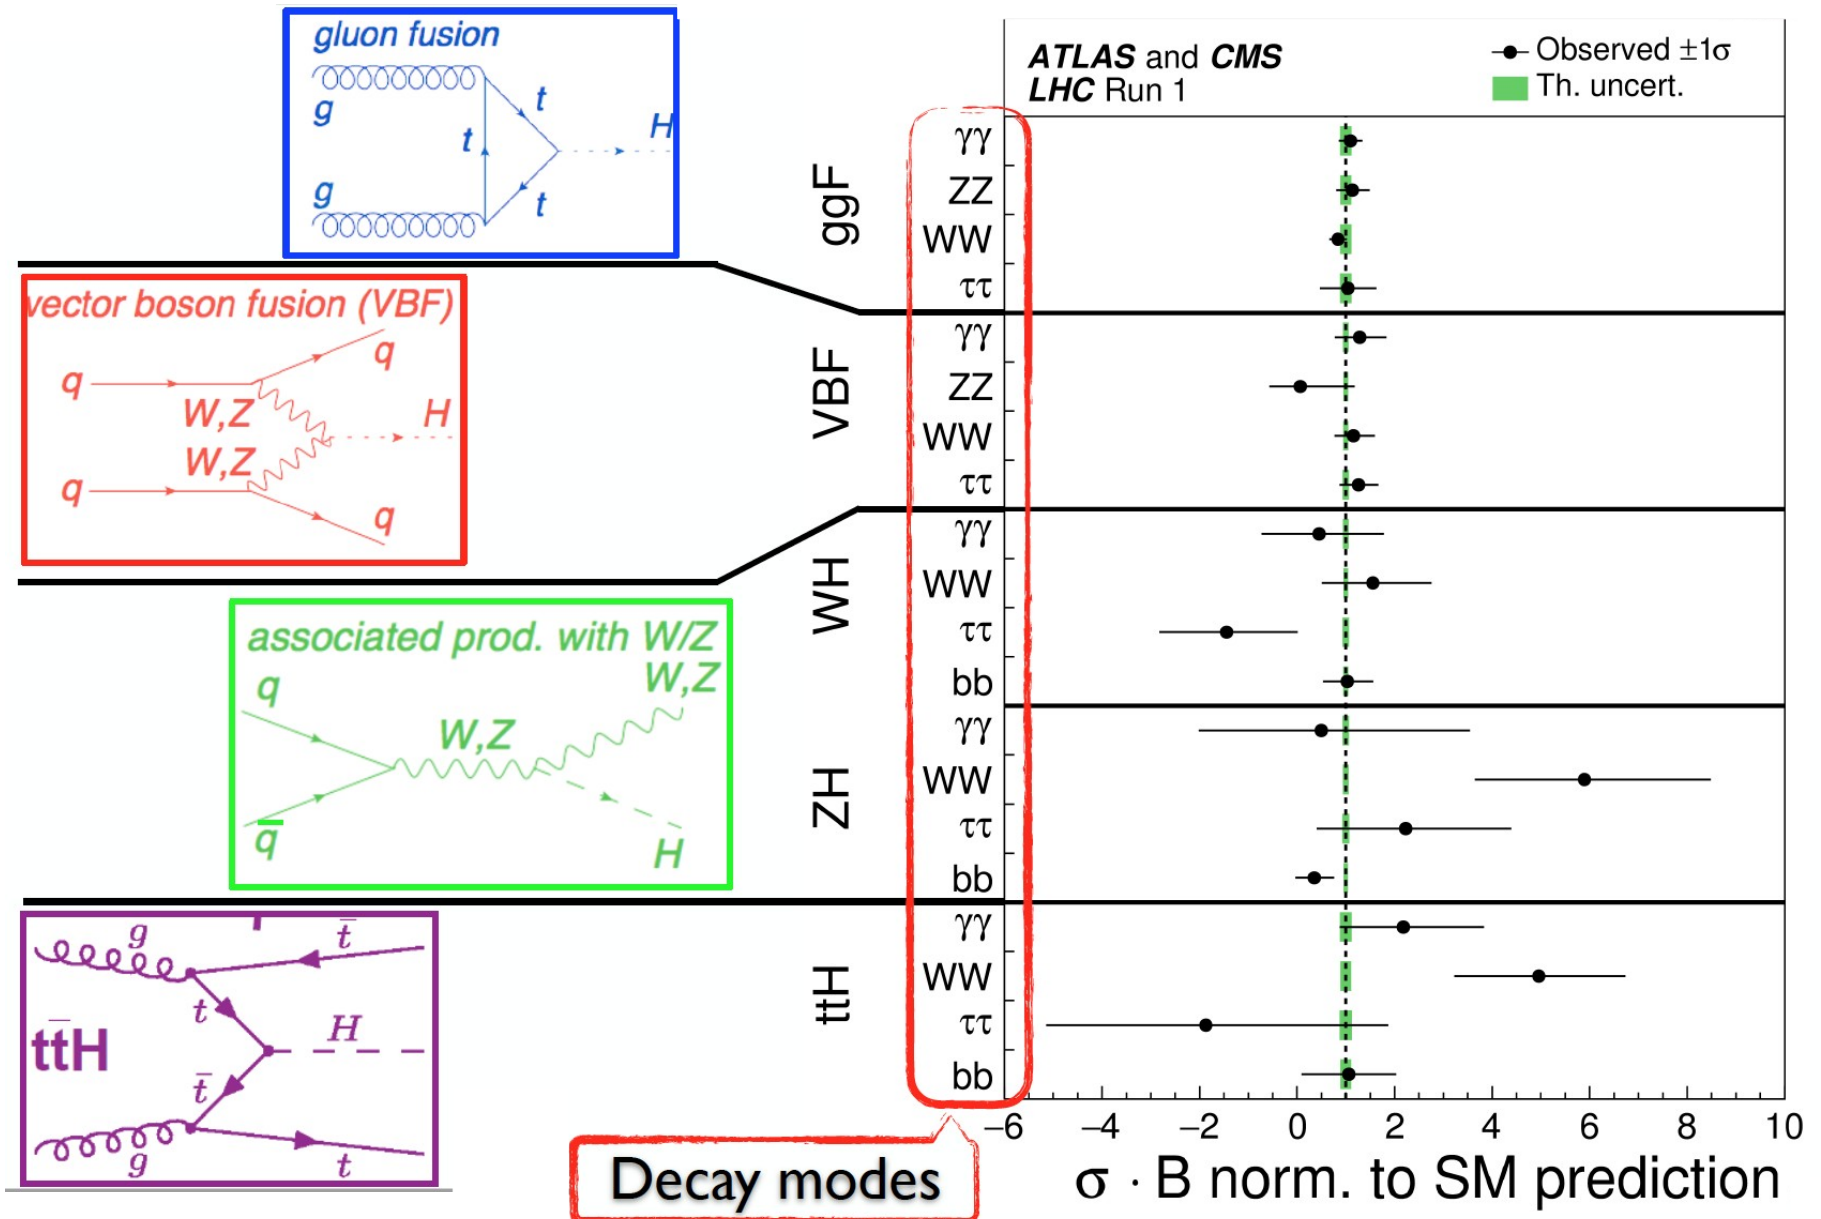 gluon fusion
g
t
t
H
g
t
vector boson fusion (VBF)
q
q
W,Z
H
W,Z
q
q
associated prod. with W/Z
W,Z
q
W,Z
q̅
H
g
t̅
t
H
tt̅H
t̅
g
t
ATLAS and CMS
LHC Run 1
Observed ±1σ
Th. uncert.
ggF
γγ
ZZ
WW
ττ
VBF
γγ
ZZ
WW
ττ
WH
γγ
WW
ττ
bb
ZH
γγ
WW
ττ
bb
ttH
γγ
WW
ττ
bb
−6 −4 −2 0 2 4 6 8 10
σ · B norm. to SM prediction
Decay modes